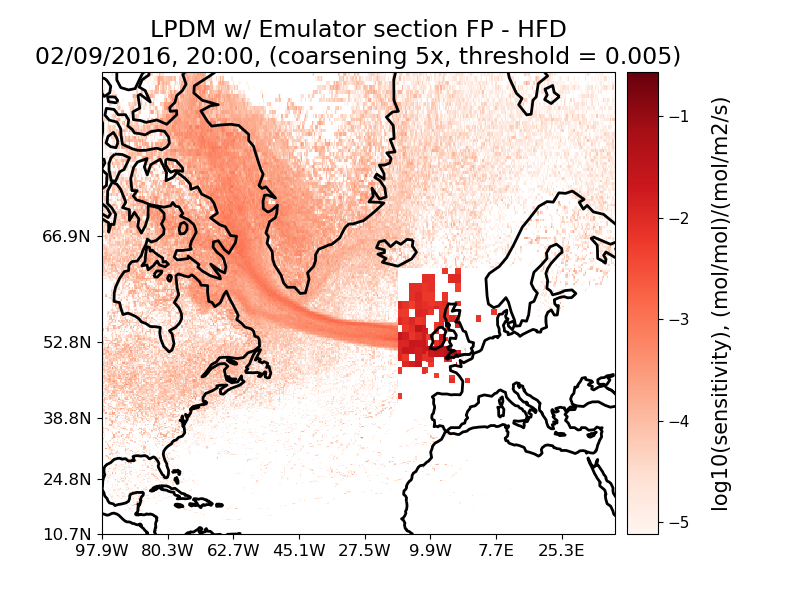 LPDM w/ Emulator section FP - HFD
02/09/2016, 20:00, (coarsening 5x, threshold = 0.005)
66.9N
52.8N
38.8N
24.8N
10.7N
97.9W 80.3W 62.7W 45.1W 27.5W 9.9W 7.7E 25.3E
−1
−2
−3
−4
−5
log10(sensitivity), (mol/mol)/(mol/m2/s)